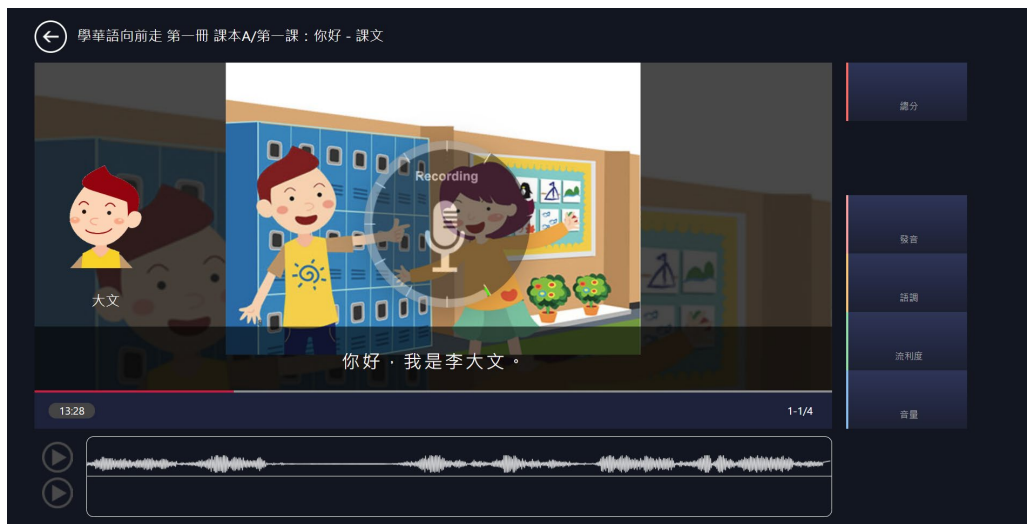 學華語向前走 第一冊 課本A/第一課：你好 - 課文
總分
Recording
大文
你好，我是李大文。
發音
語調
流利度
音量
13:28
1-1/4